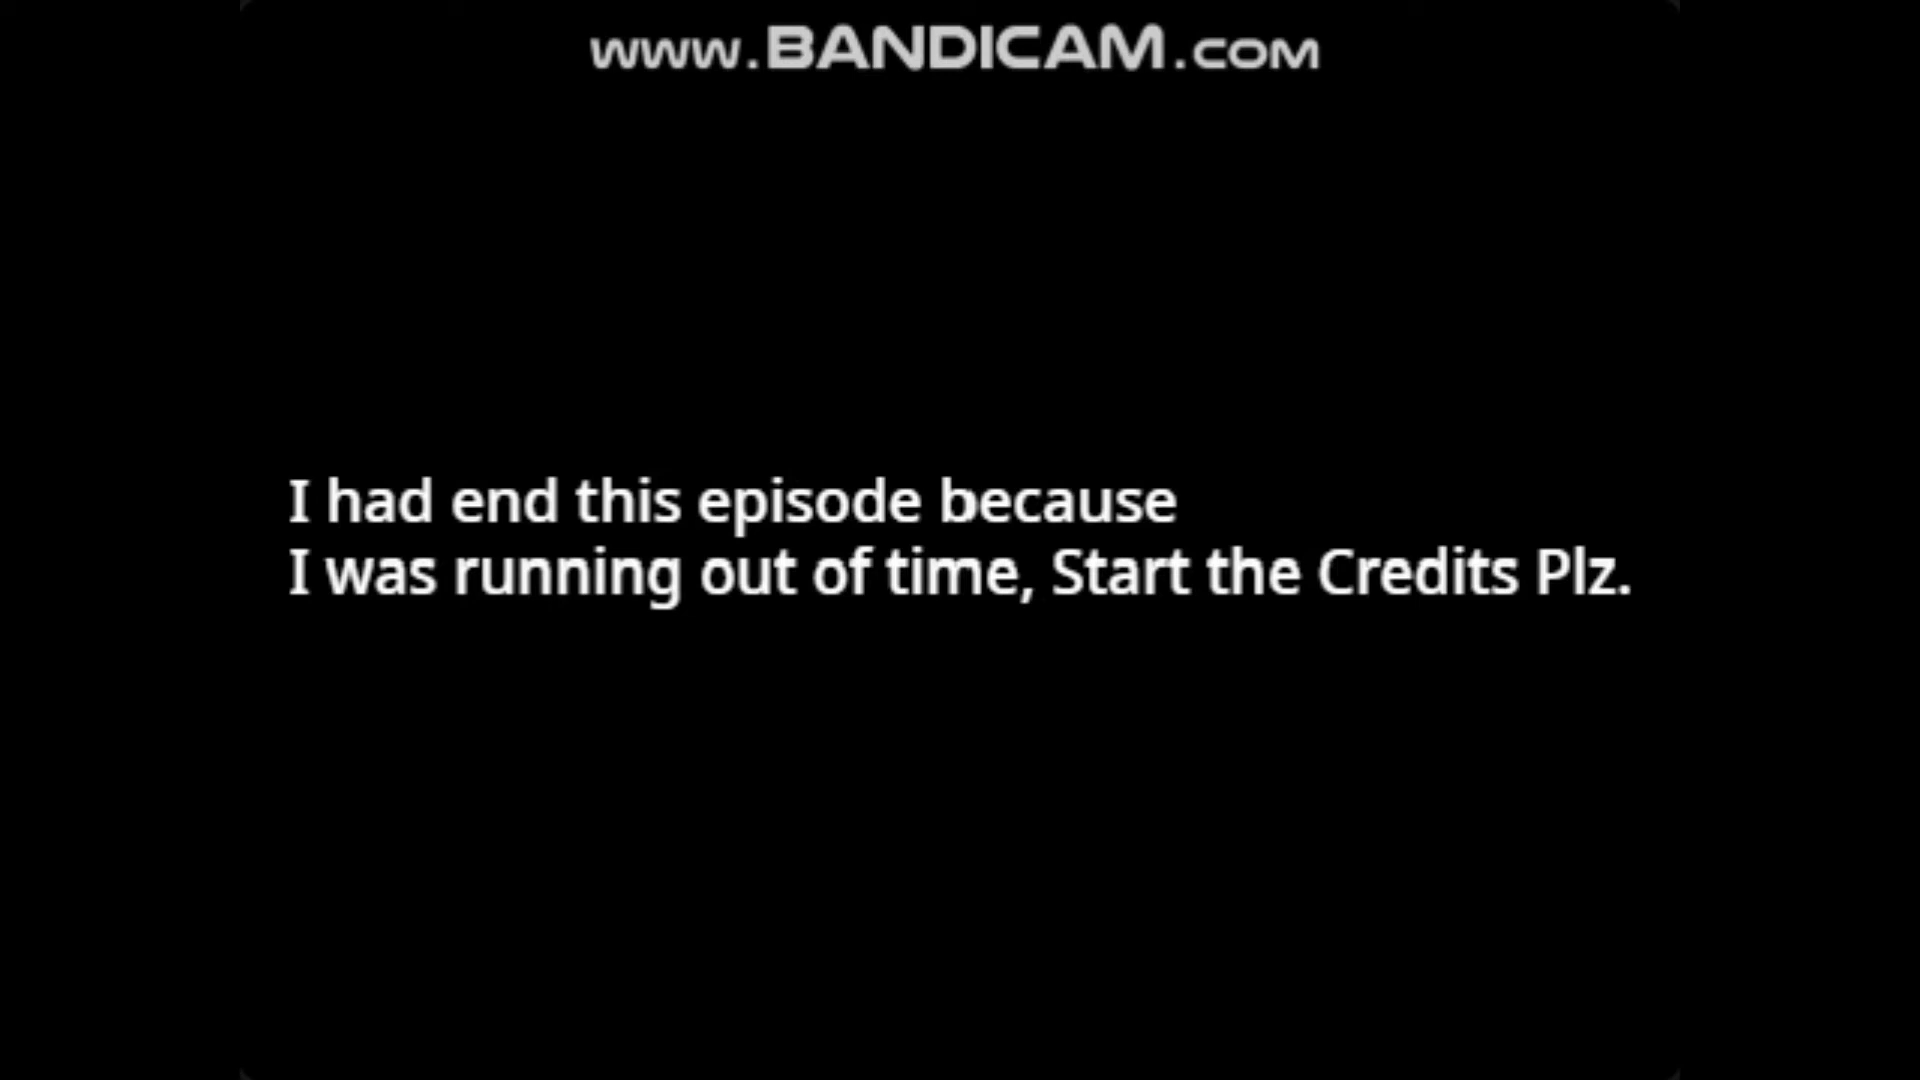 www.BANDICAM.COM
I had end this episode because
I was running out of time, Start the Credits Plz.